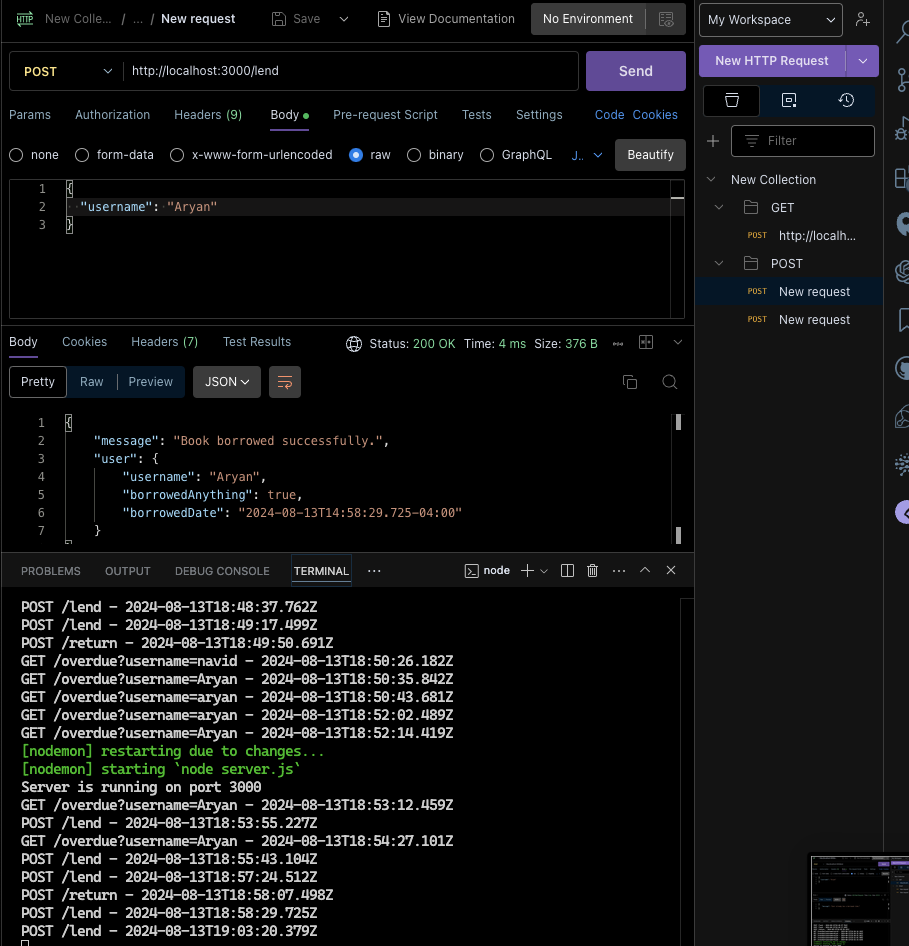 HTTP New Colle... / ... / New request Save View Documentation No Environment
My Workspace
POST http://localhost:3000/lend Send
New HTTP Request
Params Authorization Headers (9) Body Pre-request Script Tests Settings Code Cookies
none form-data x-www-form-urlencoded raw binary GraphQL J.. Beautify
Filter
1 {
2 "username": "Aryan"
3 }
New Collection
GET
POST http://localh...
POST
POST New request
POST New request
Body Cookies Headers (7) Test Results Status: 200 OK Time: 4 ms Size: 376 B
Pretty Raw Preview JSON
1 {
2 "message": "Book borrowed successfully.",
3 "user": {
4 "username": "Aryan",
5 "borrowedAnything": true,
6 "borrowedDate": "2024-08-13T14:58:29.725-04:00"
7 }
PROBLEMS OUTPUT DEBUG CONSOLE TERMINAL ... node
POST /lend - 2024-08-13T18:48:37.762Z
POST /lend - 2024-08-13T18:49:17.499Z
POST /return - 2024-08-13T18:49:50.691Z
GET /overdue?username=navid - 2024-08-13T18:50:26.182Z
GET /overdue?username=Aryan - 2024-08-13T18:50:35.842Z
GET /overdue?username=aryan - 2024-08-13T18:50:43.681Z
GET /overdue?username=aryan - 2024-08-13T18:52:02.489Z
GET /overdue?username=Aryan - 2024-08-13T18:52:14.419Z
[nodemon] restarting due to changes...
[nodemon] starting `node server.js`
Server is running on port 3000
GET /overdue?username=Aryan - 2024-08-13T18:53:12.459Z
POST /lend - 2024-08-13T18:53:55.227Z
GET /overdue?username=Aryan - 2024-08-13T18:54:27.101Z
POST /lend - 2024-08-13T18:55:43.104Z
POST /lend - 2024-08-13T18:57:24.512Z
POST /return - 2024-08-13T18:58:07.498Z
POST /lend - 2024-08-13T18:58:29.725Z
POST /lend - 2024-08-13T19:03:20.379Z